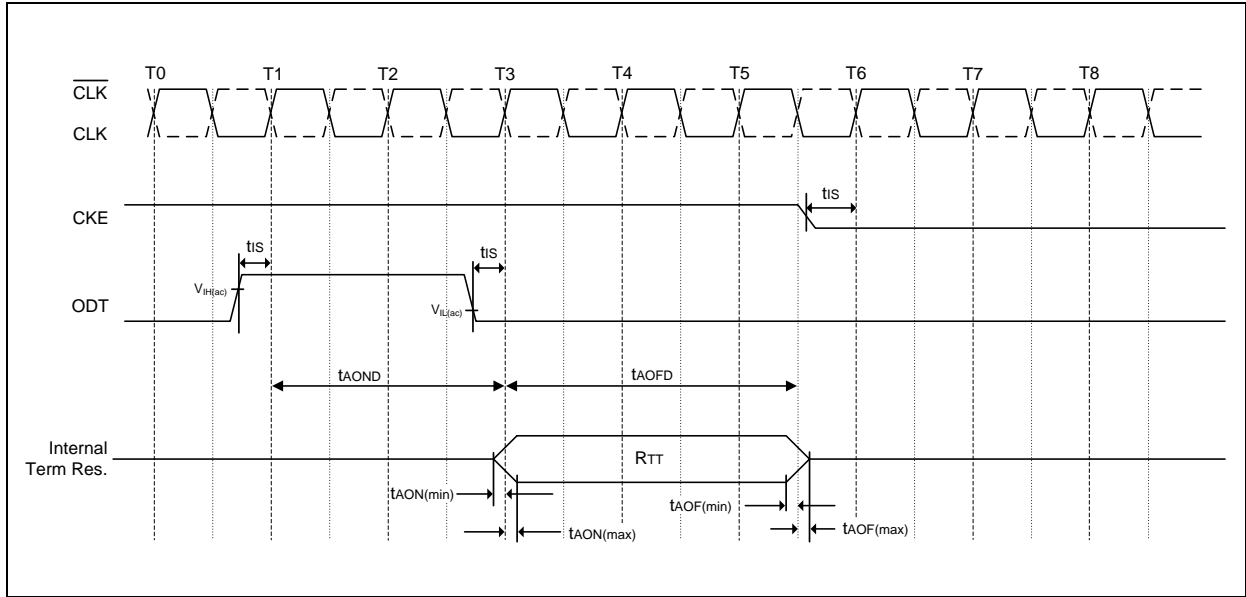 T0 T1 T2 T3 T4 T5 T6 T7 T8
CLK
CLK
CKE
tIS
tIS
tIS
VIH(ac)
ODT
VIL(ac)
tAOND
tAOFD
Internal
Term Res.
RTT
tAON(min)
tAOF(min)
tAON(max)
tAOF(max)